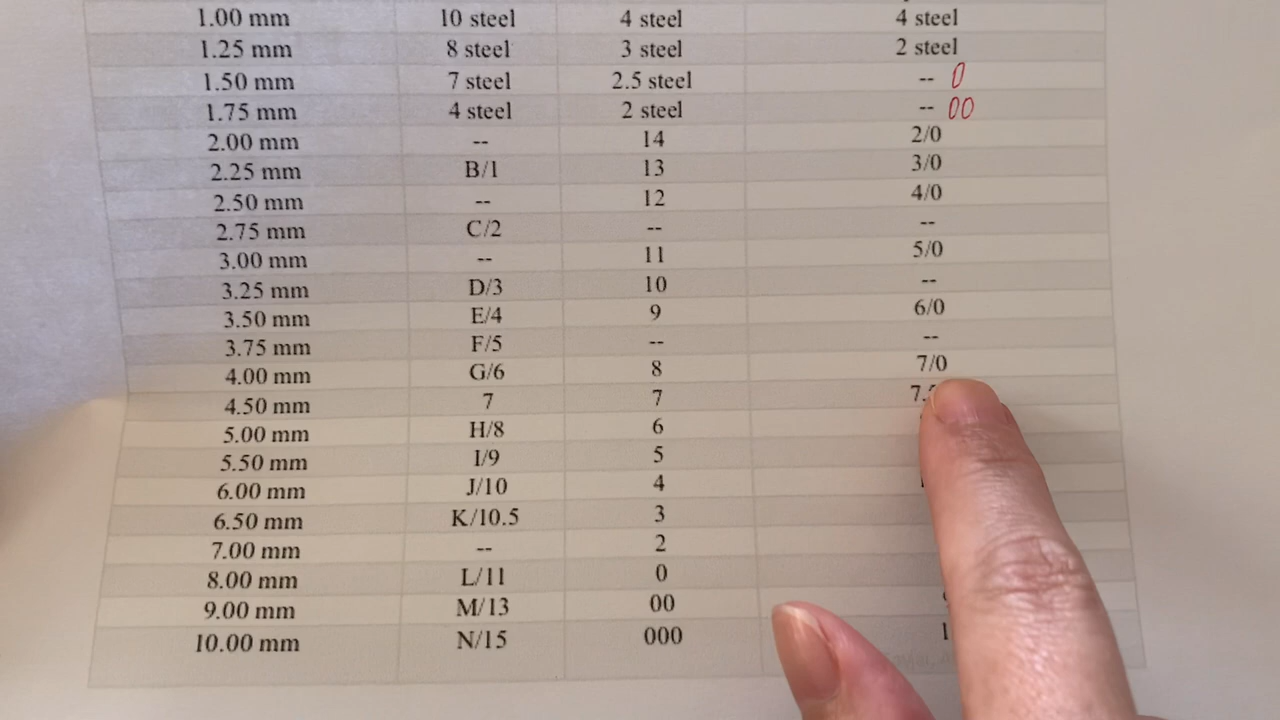 1.00 mm 10 steel 4 steel 4 steel
1.25 mm 8 steel 3 steel 2 steel
1.50 mm 7 steel 2.5 steel -- 0
1.75 mm 4 steel 2 steel -- 00
2.00 mm -- 14 2/0
2.25 mm B/1 13 3/0
2.50 mm -- 12 4/0
2.75 mm C/2 -- --
3.00 mm -- 11 5/0
3.25 mm D/3 10 --
3.50 mm E/4 9 6/0
3.75 mm F/5 -- --
4.00 mm G/6 8 7/0
4.50 mm 7 7
5.00 mm H/8 6
5.50 mm I/9 5
6.00 mm J/10 4
6.50 mm K/10.5 3
7.00 mm -- 2
8.00 mm L/11 0
9.00 mm M/13 00
10.00 mm N/15 000